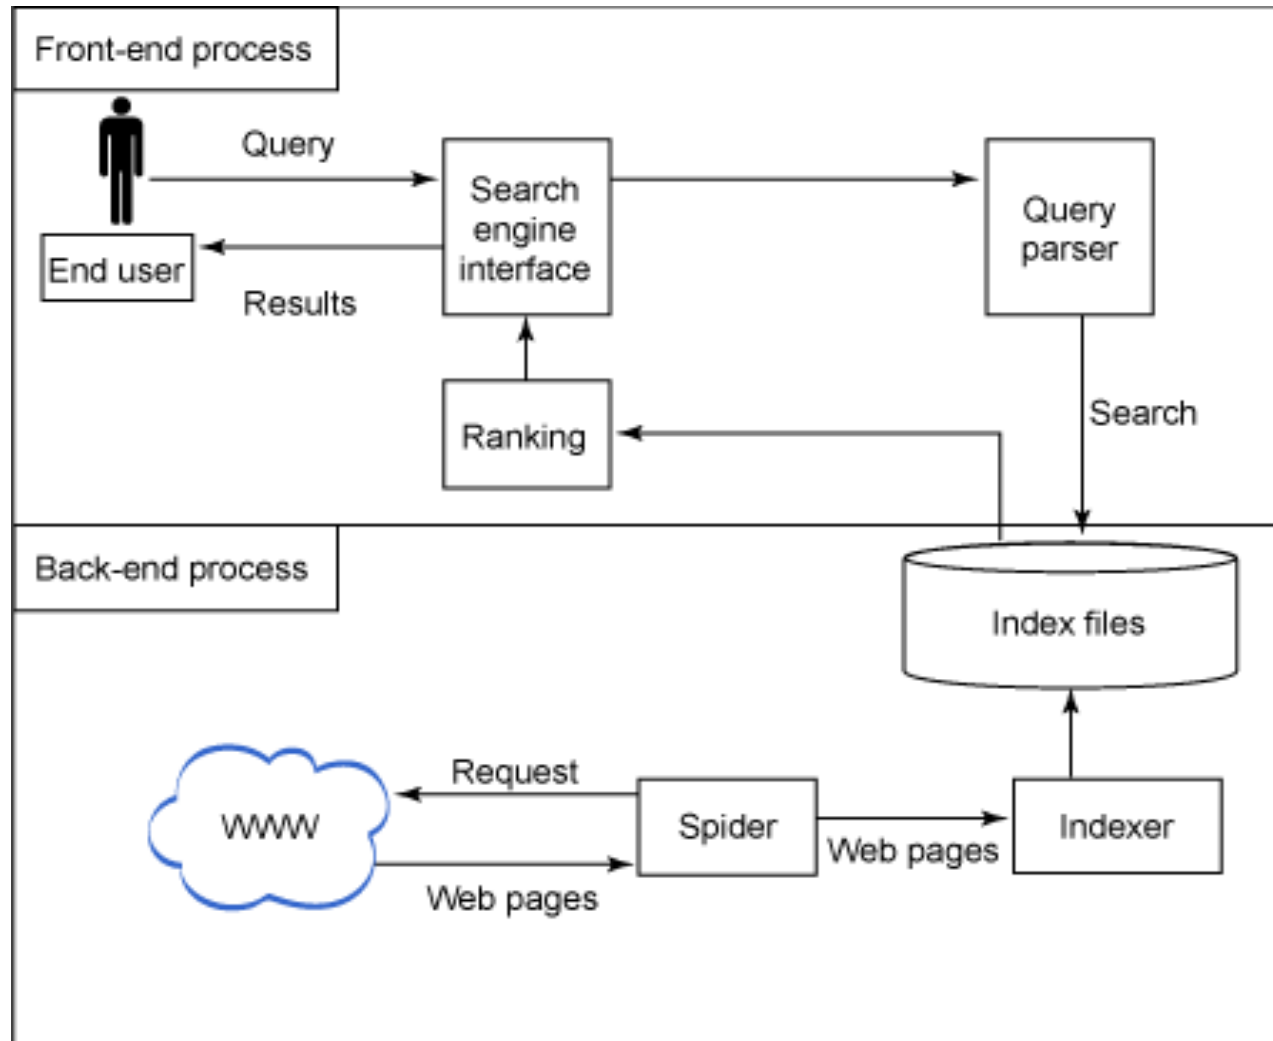 Front-end process
Query
Search
engine
interface
Query
parser
End user
Results
Ranking
Search
Back-end process
Index files
Request
WWW
Spider
Web pages
Indexer
Web pages